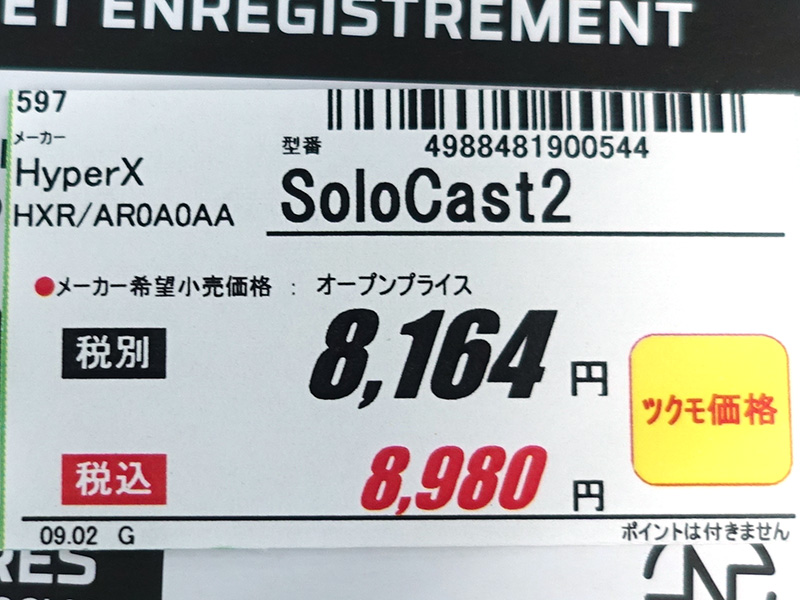 ET ENREGISTREMENT
597
メーカー
HyperX
HXR/AR0A0AA
型番
4988481900544
SoloCast2
●メーカー希望小売価格 : オープンプライス
税別 8,164 円
ツクモ価格
税込 8,980 円
09.02 G
ポイントは付きません
RES